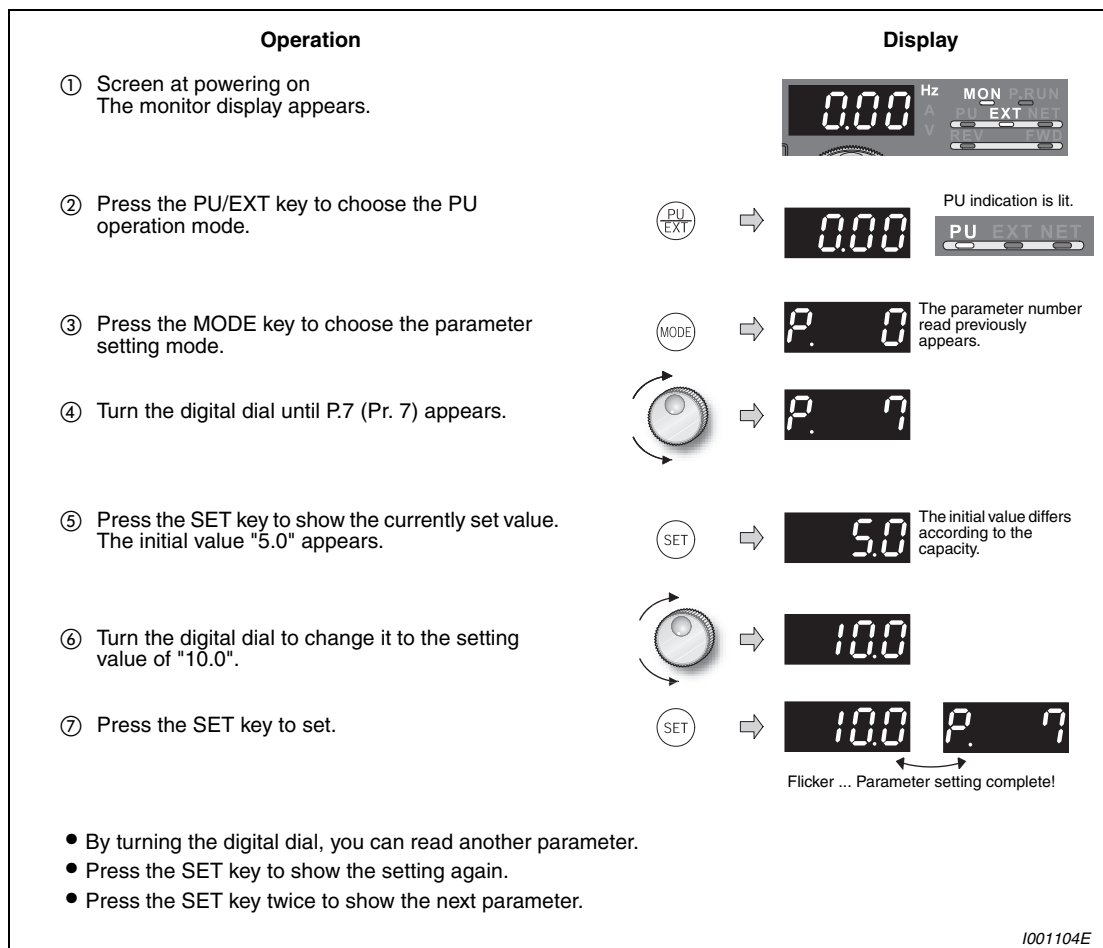 Operation Display
① Screen at powering on
The monitor display appears.
0.00 Hz MON P.RUN
A PU EXT NET
V REV FWD
② Press the PU/EXT key to choose the PU
operation mode.
PU
EXT
0.00
PU indication is lit.
PU EXT NET
③ Press the MODE key to choose the parameter
setting mode.
MODE
P. 0
The parameter number
read previously
appears.
④ Turn the digital dial until P.7 (Pr. 7) appears.
P. 7
⑤ Press the SET key to show the currently set value.
The initial value "5.0" appears.
SET
5.0
The initial value differs
according to the
capacity.
⑥ Turn the digital dial to change it to the setting
value of "10.0".
10.0
⑦ Press the SET key to set.
SET
10.0 P. 7
Flicker ... Parameter setting complete!
● By turning the digital dial, you can read another parameter.
● Press the SET key to show the setting again.
● Press the SET key twice to show the next parameter.
I001104E